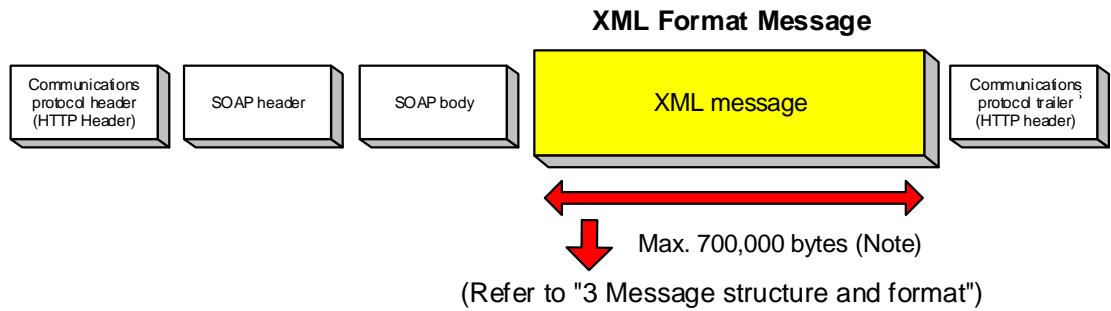 XML Format Message
Communications
protocol header
(HTTP Header)
SOAP header
SOAP body
XML message
Communications
protocol trailer
(HTTP header)
Max. 700,000 bytes (Note)
(Refer to "3 Message structure and format")